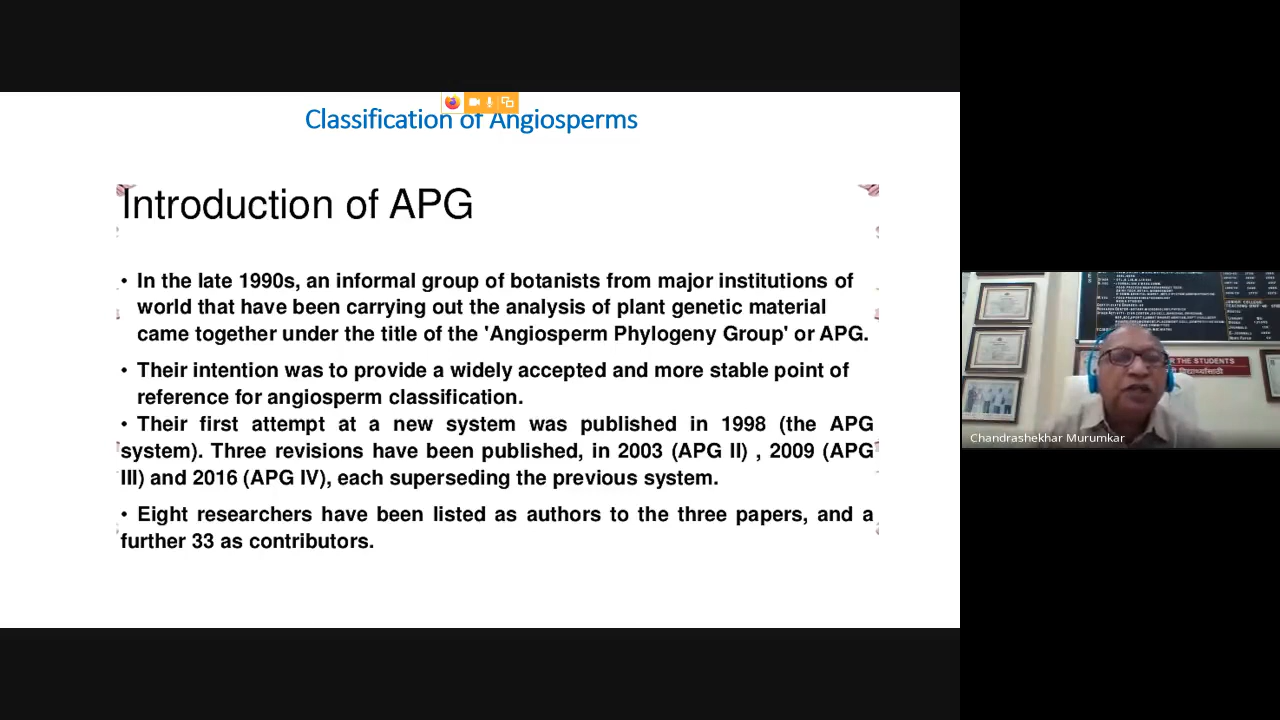 Classification of Angiosperms
Introduction of APG
• In the late 1990s, an informal group of botanists from major institutions of
world that have been carrying for the analysis of plant genetic material
came together under the title of the 'Angiosperm Phylogeny Group' or APG.
• Their intention was to provide a widely accepted and more stable point of
reference for angiosperm classification.
• Their first attempt at a new system was published in 1998 (the APG
system). Three revisions have been published, in 2003 (APG II) , 2009 (APG
III) and 2016 (APG IV), each superseding the previous system.
• Eight researchers have been listed as authors to the three papers, and a
further 33 as contributors.
THE STUDENTS
Chandrashekhar Murumkar